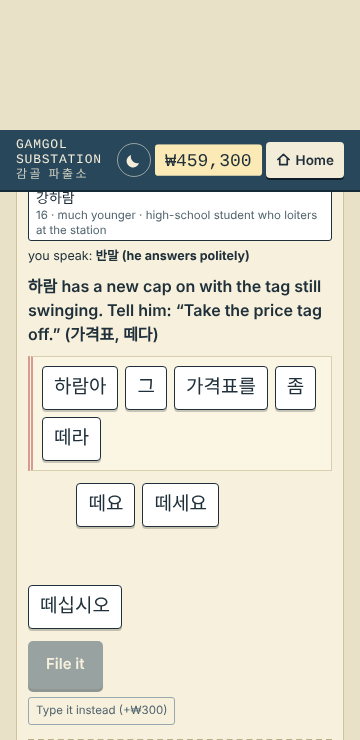 GAMGOL
SUBSTATION
감골 파출소
₩459,300
Home
강하람
16 · much younger · high-school student who loiters
at the station
you speak: 반말 (he answers politely)
하람 has a new cap on with the tag still
swinging. Tell him: “Take the price tag
off.” (가격표, 떼다)
하람아 그 가격표를 좀
떼라
떼요 떼세요
떼십시오
File it
Type it instead (+₩300)